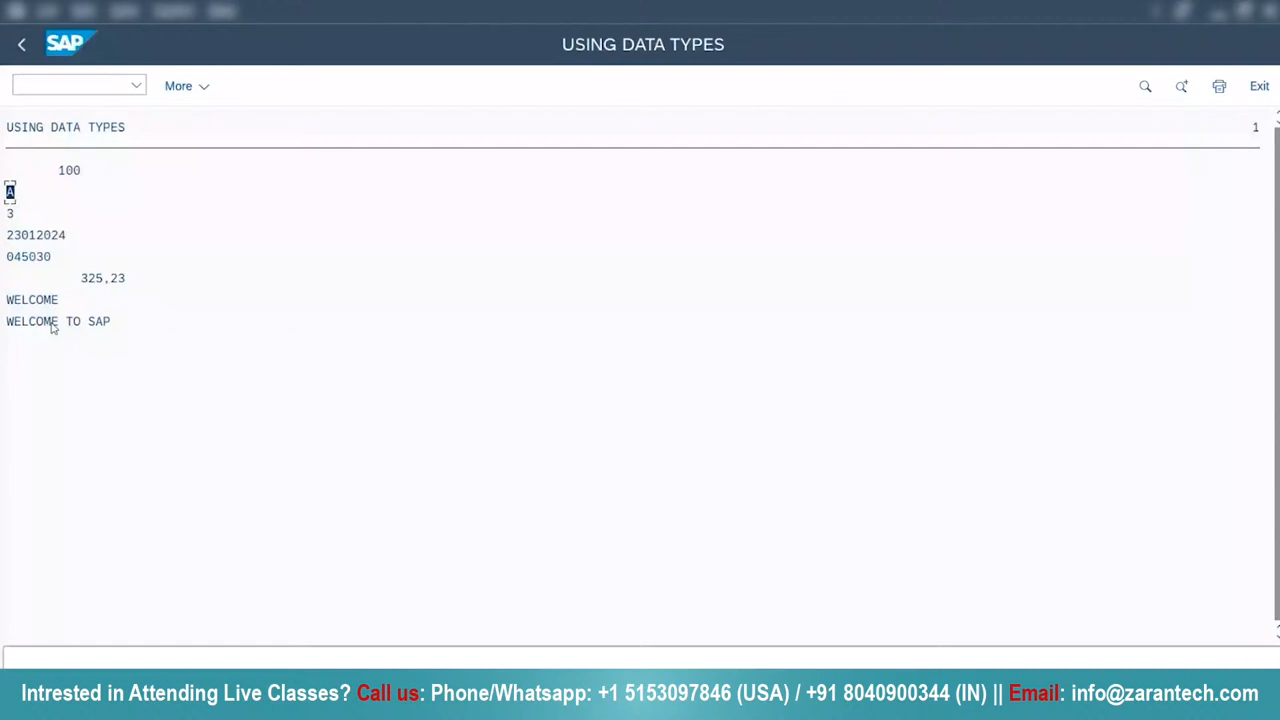 SAP
USING DATA TYPES
More
Exit
USING DATA TYPES 1
100
A
3
23012024
045030
325,23
WELCOME
WELCOME TO SAP
Intrested in Attending Live Classes? Call us: Phone/Whatsapp: +1 5153097846 (USA) / +91 8040900344 (IN) || Email: info@zarantech.com